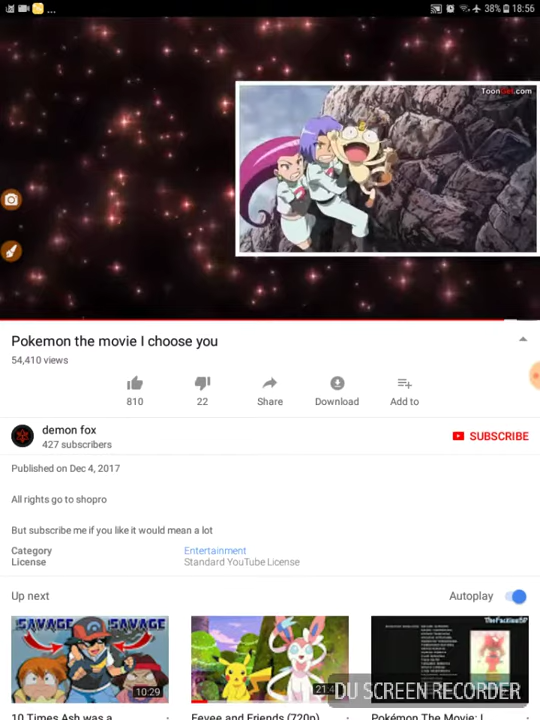 ... 38% 18:56
ToonGet.com
Pokemon the movie I choose you
54,410 views
810 22 Share Download Add to
demon fox
427 subscribers
SUBSCRIBE
Published on Dec 4, 2017
All rights go to shopro
But subscribe me if you like it would mean a lot
Category Entertainment
License Standard YouTube License
Up next Autoplay
SAVAGE SAVAGE
10:29
21:4
TheFackionSP
DU SCREEN RECORDER
10 Times Ash was a
Eevee and Friends (720p)
Pokémon The Movie: I